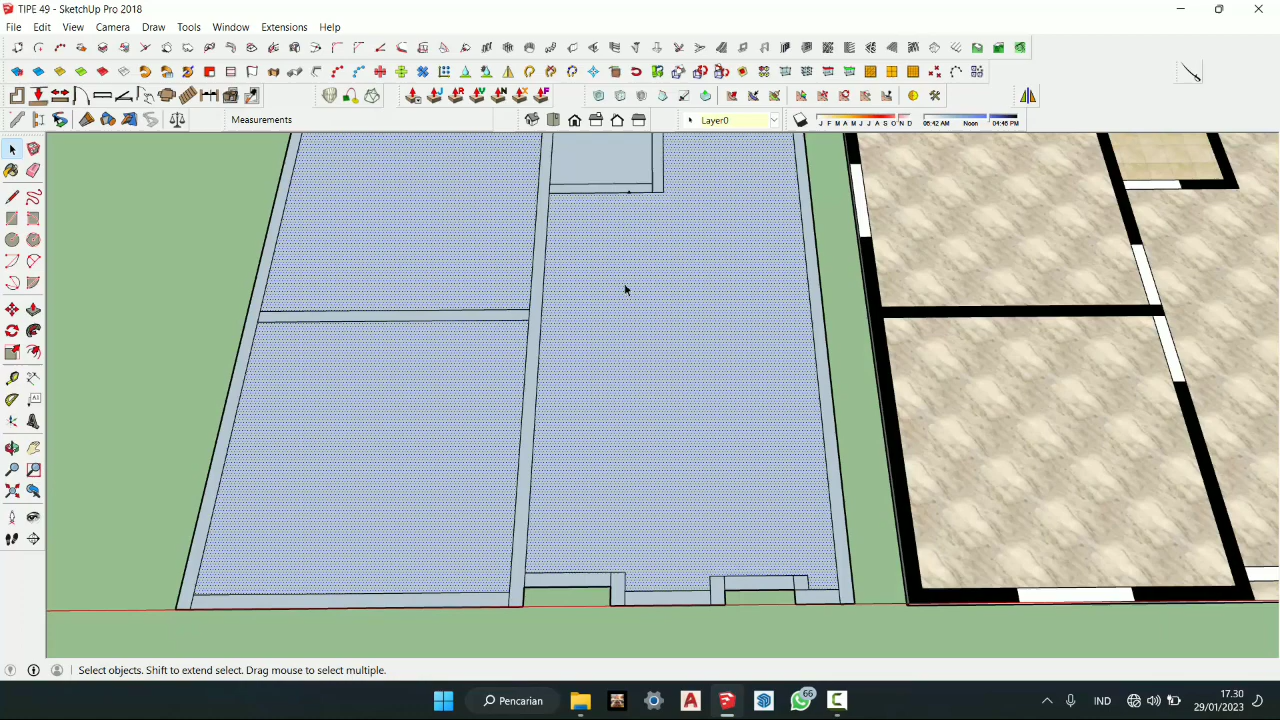 TIPE 49 - SketchUp Pro 2018
File Edit View Camera Draw Tools Window Extensions Help
Measurements
Layer0
J F M A M J J A S O N D
06:42 AM Noon 04:46 PM
Select objects. Shift to extend select. Drag mouse to select multiple.
Pencarian
66
IND
17.30
29/01/2023